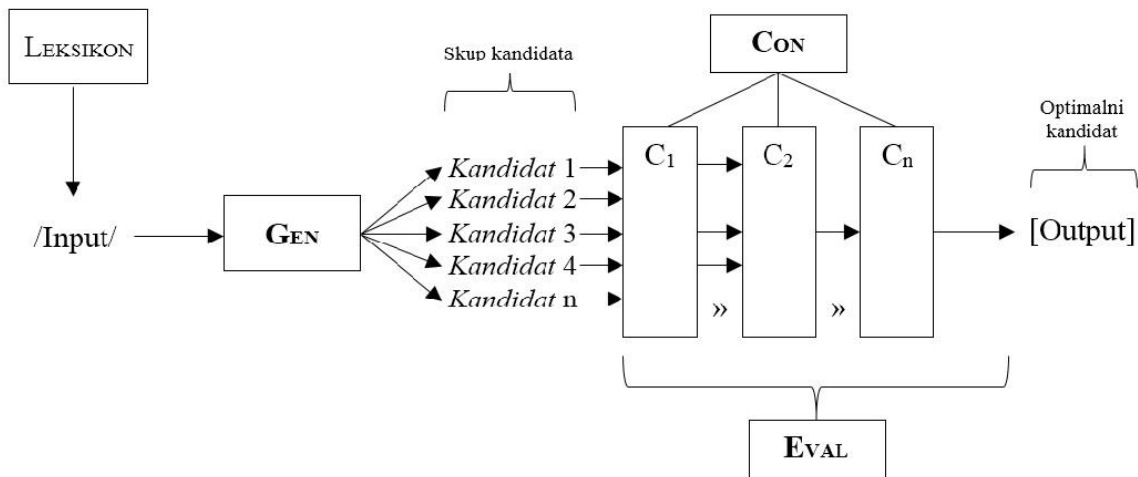 LEKSIKON
Skup kandidata
CON
Optimalni
kandidat
C1
C2
Cn
Kandidat 1
Kandidat 2
Kandidat 3
Kandidat 4
Kandidat n
/Input/
GEN
[Output]
» »
EVAL